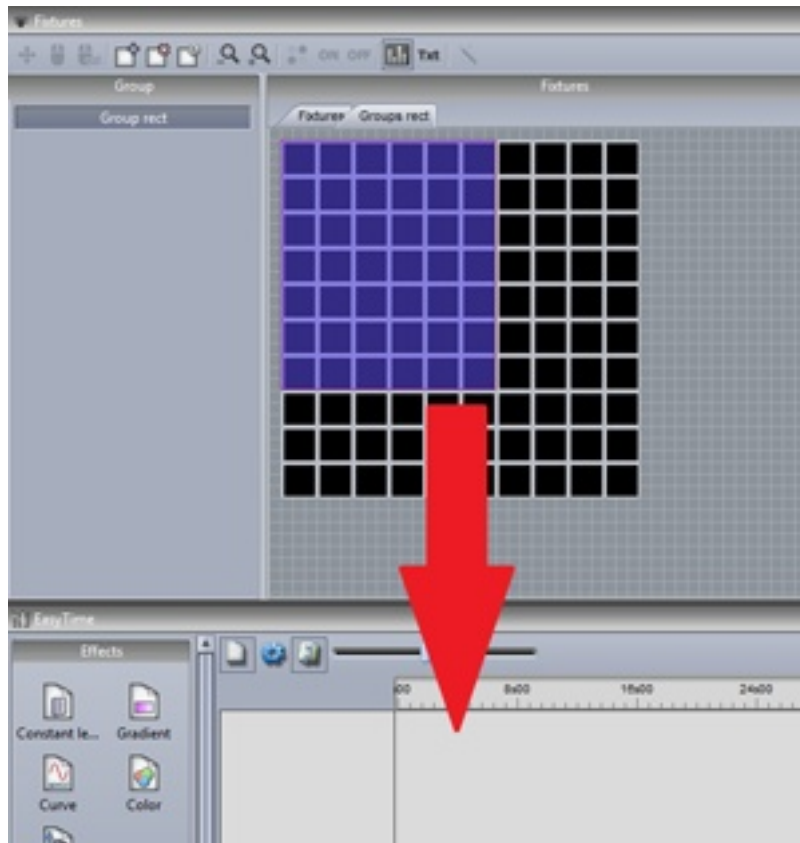 Fixtures
ON OFF Txt
Group
Fixtures
Group rect
Fixtures Groups rect
EasyTime
Effects
8s00
16s00
24s00
Constant le...
Gradient
Curve
Color